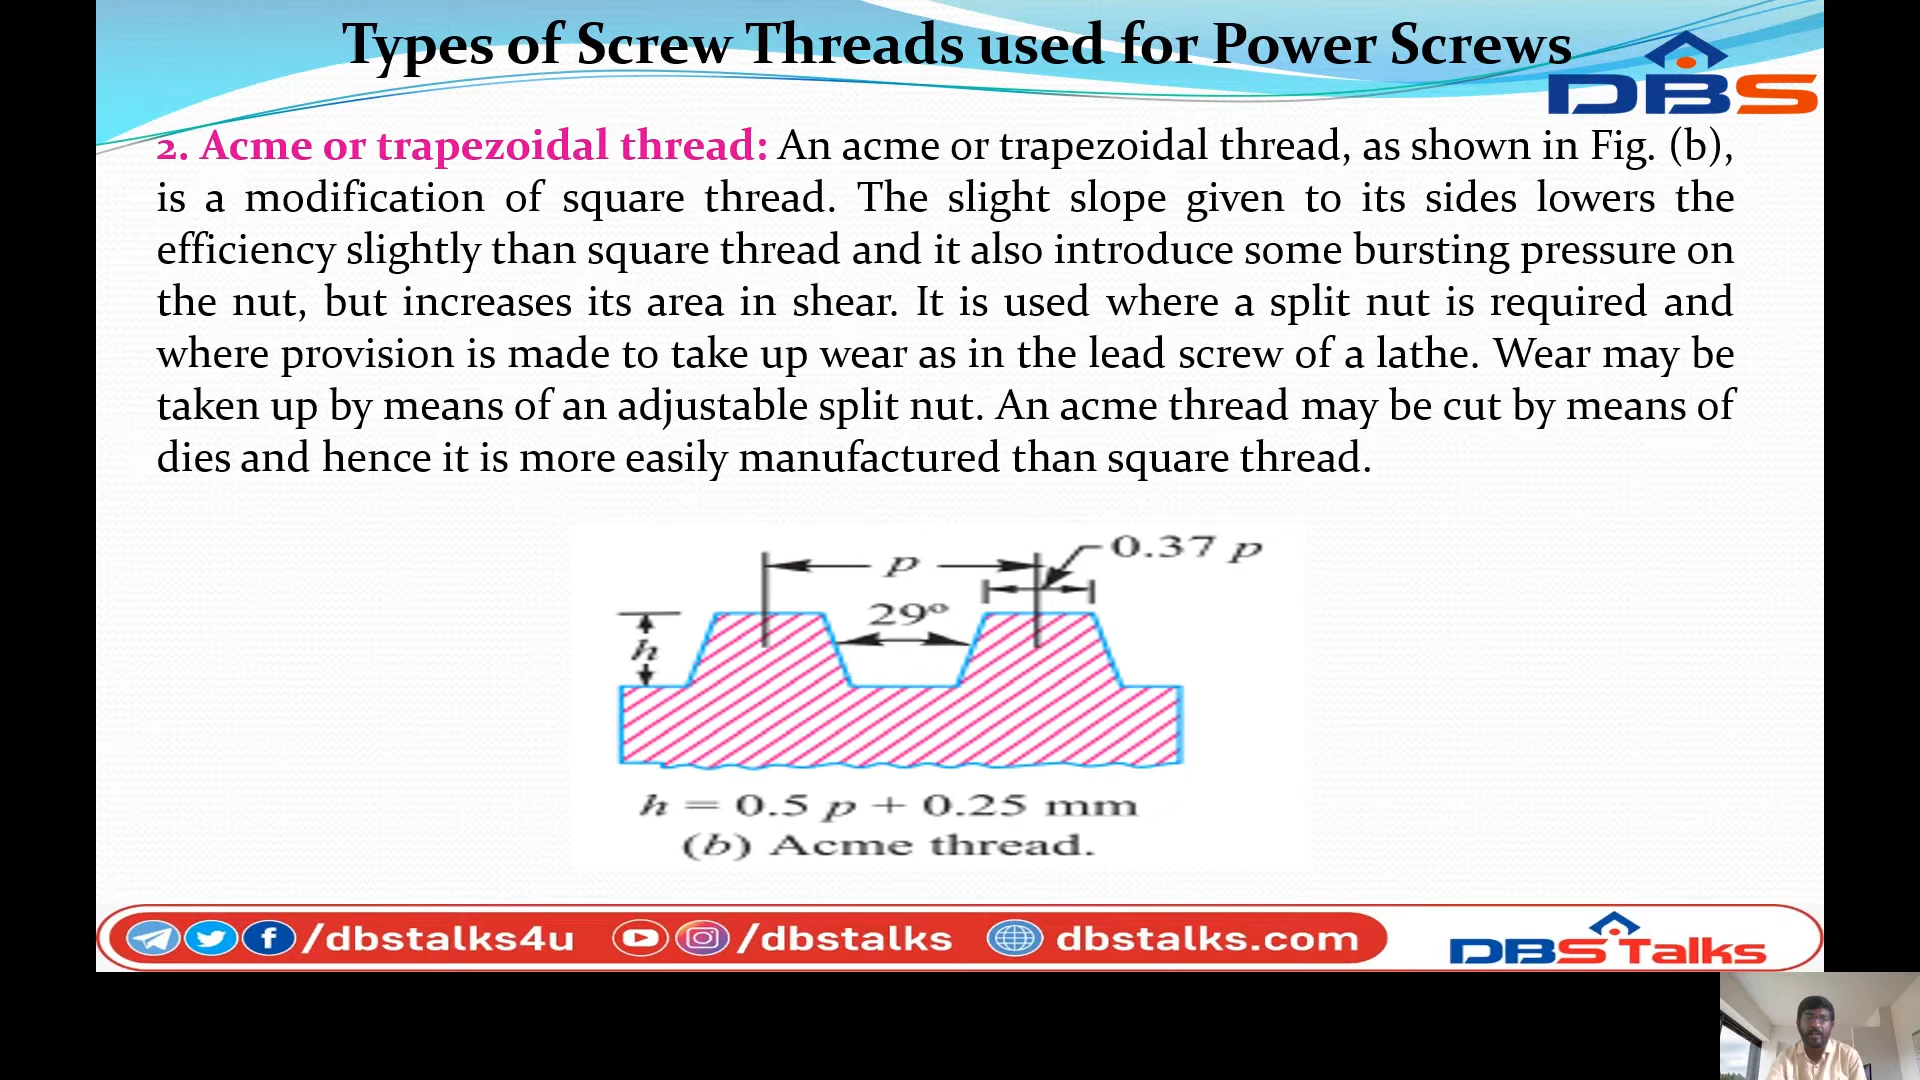 Types of Screw Threads used for Power Screws
DBS
2. Acme or trapezoidal thread: An acme or trapezoidal thread, as shown in Fig. (b),
is a modification of square thread. The slight slope given to its sides lowers the
efficiency slightly than square thread and it also introduce some bursting pressure on
the nut, but increases its area in shear. It is used where a split nut is required and
where provision is made to take up wear as in the lead screw of a lathe. Wear may be
taken up by means of an adjustable split nut. An acme thread may be cut by means of
dies and hence it is more easily manufactured than square thread.
p
0.37 p
29°
h
h = 0.5 p + 0.25 mm
(b) Acme thread.
/dbstalks4u /dbstalks dbstalks.com
DBS Talks